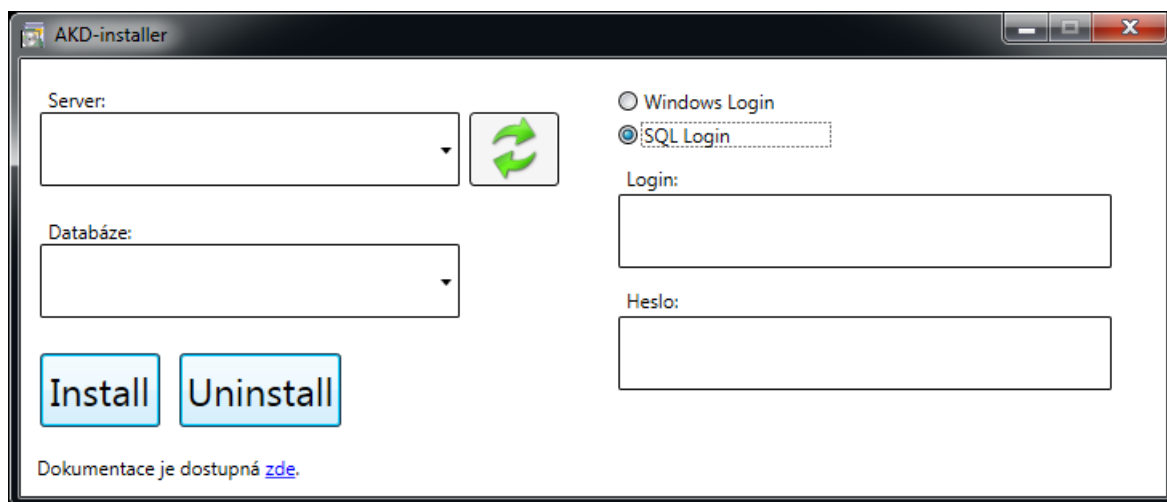 AKD-installer
Server:
Windows Login
SQL Login
Login:
Databáze:
Heslo:
Install
Uninstall
Dokumentace je dostupná zde.